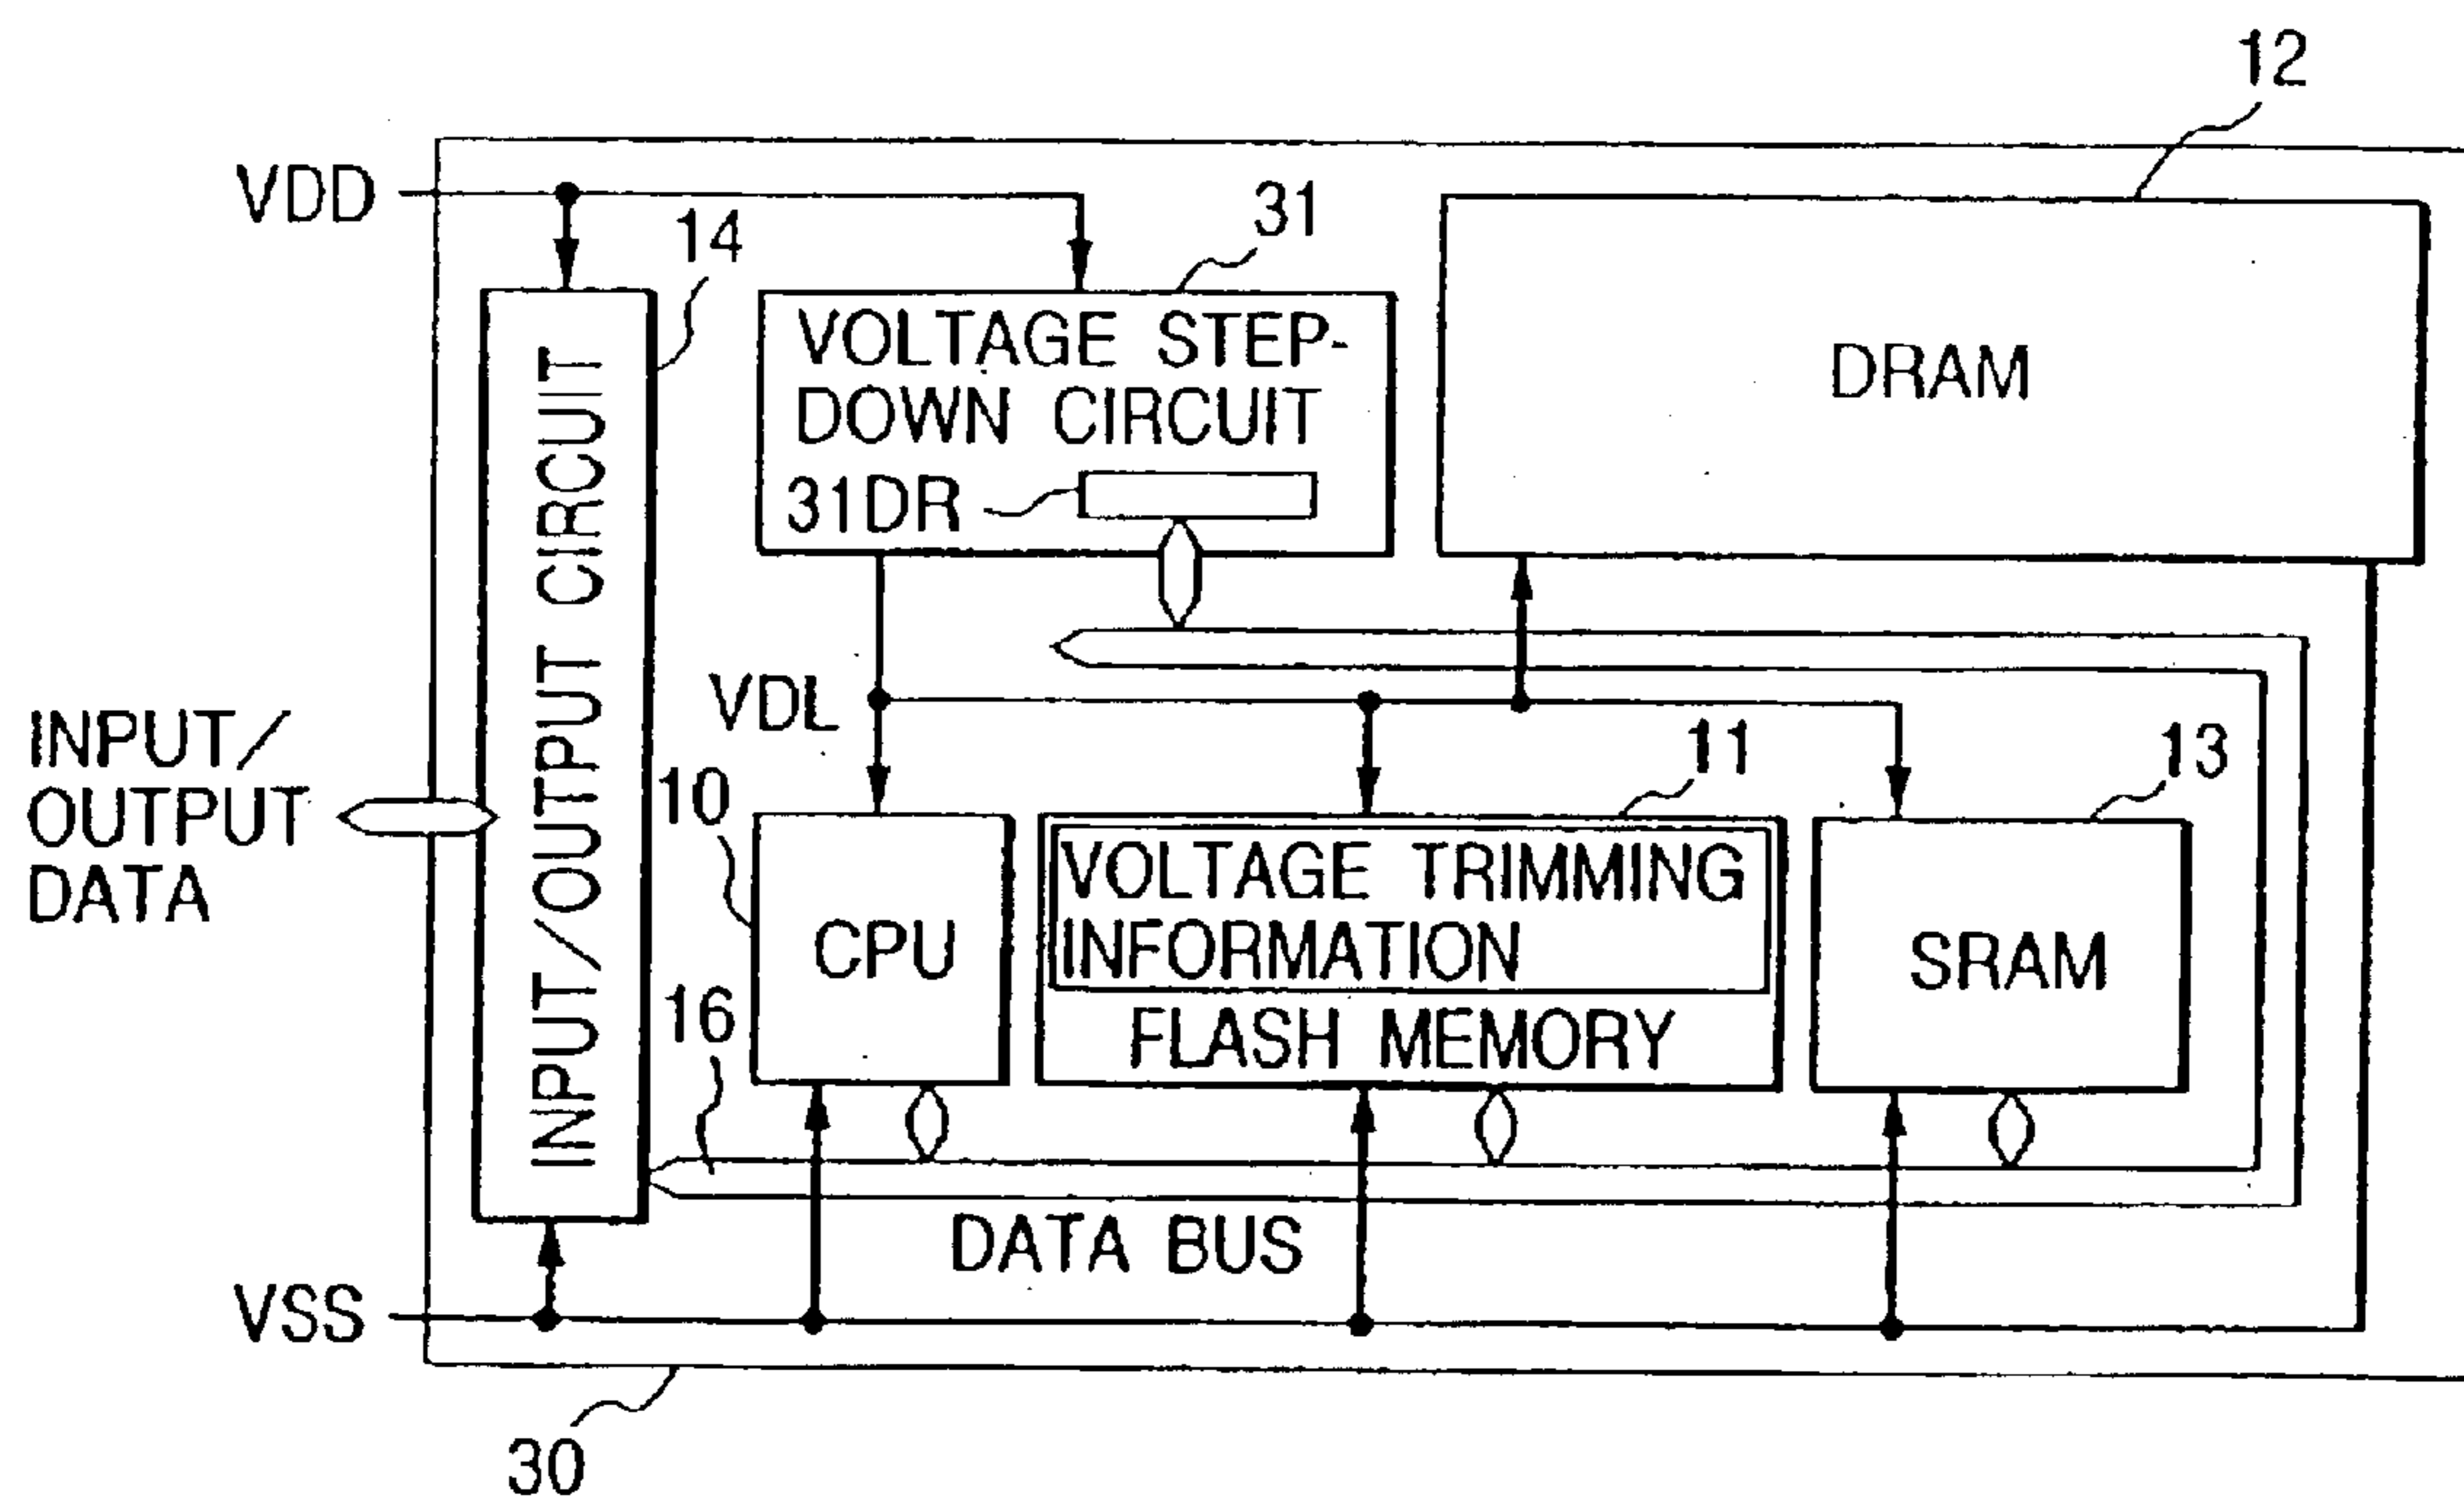 12
VDD
14
31
VOLTAGE STEP-
DOWN CIRCUIT
31DR
DRAM
INPUT/OUTPUT CIRCUIT
VDL
INPUT/
OUTPUT
DATA
10
11
13
VOLTAGE TRIMMING
INFORMATION
CPU
FLASH MEMORY
SRAM
16
DATA BUS
VSS
30